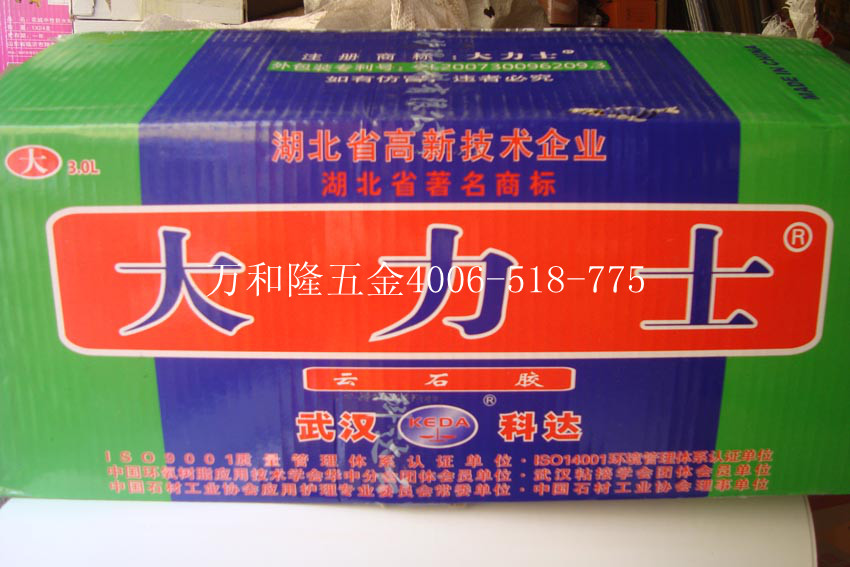 注册商标:大力士®
外包装专利号:ZL200730096209.3
如有仿冒 违者必究
MADE IN CHINA
大 3.0L
湖北省高新技术企业
湖北省著名商标
大力士®
万和隆五金4006-518-775
云石胶
武汉 KEDA® 科达
ISO9001质量管理体系认证单位·ISO14001环境管理体系认证单位
中国环氧树脂应用技术学会华中分会团体会员单位·武汉粘接学会团体会员单位
中国石材工业协会应用护理专业委员会常委单位·中国石材工业协会理事单位